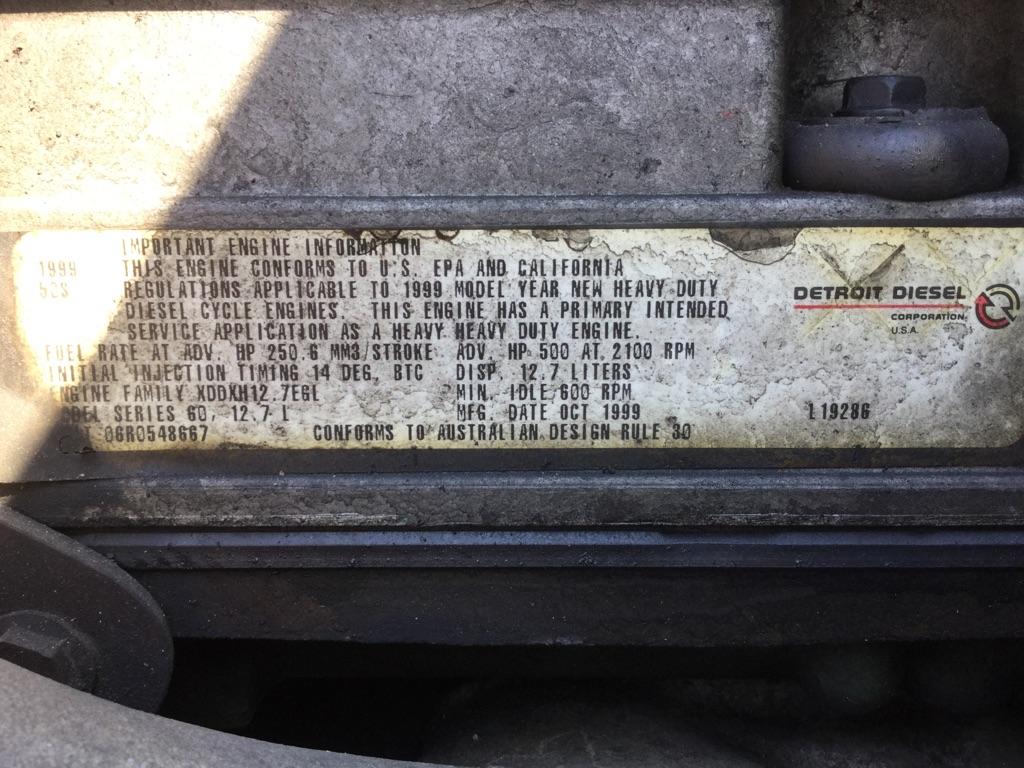 IMPORTANT ENGINE INFORMATION
1999 THIS ENGINE CONFORMS TO U.S. EPA AND CALIFORNIA
50S REGULATIONS APPLICABLE TO 1999 MODEL YEAR NEW HEAVY DUTY
DIESEL CYCLE ENGINES. THIS ENGINE HAS A PRIMARY INTENDED
SERVICE APPLICATION AS A HEAVY HEAVY DUTY ENGINE.
DETROIT DIESEL
CORPORATION
U.S.A.
FUEL RATE AT ADV. HP 250.6 MM3/STROKE ADV. HP 500 AT 2100 RPM
INITIAL INJECTION TIMING 14 DEG. BTC DISP. 12.7 LITERS
ENGINE FAMILY XDDXH12.7EGL MIN. IDLE 600 RPM
MODEL SERIES 60, 12.7 L MFG. DATE OCT 1999 L19286
06R0548667 CONFORMS TO AUSTRALIAN DESIGN RULE 30